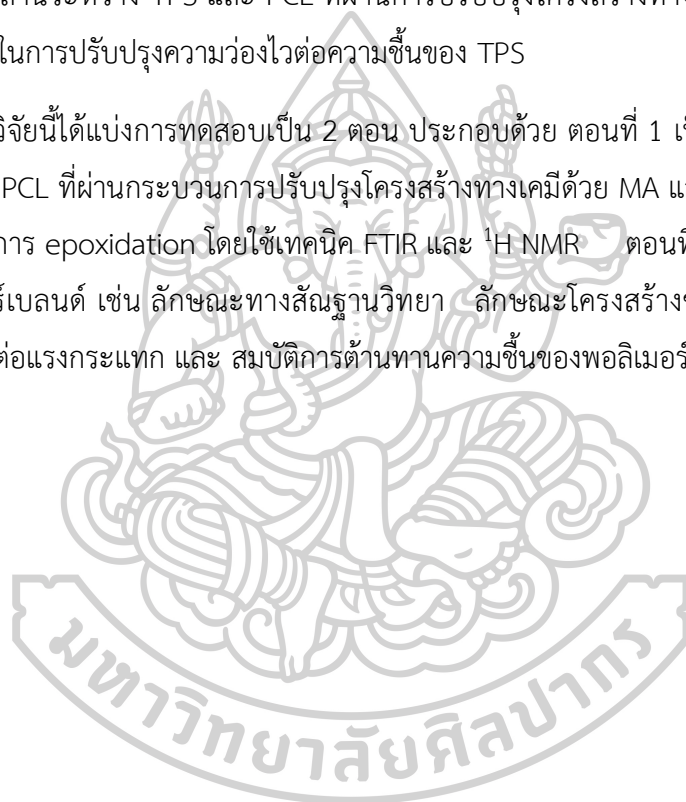 ระหว่าง TPS และ PCL ที่ผ่านการปรับปรุงโครงสร้างทาง
ในการปรับปรุงความว่องไวต่อความชื้นของ TPS
วิจัยนี้ได้แบ่งการทดสอบเป็น 2 ตอน ประกอบด้วย ตอนที่ 1
PCL ที่ผ่านกระบวนการปรับปรุงโครงสร้างทางเคมีด้วย MA
การ epoxidation โดยใช้เทคนิค FTIR และ ¹H NMR ตอนที่
ร์เบลนด์ เช่น ลักษณะทางสัณฐานวิทยา ลักษณะโครงสร้าง
ต่อแรงกระแทก และ สมบัติการต้านทานความชื้นของพอลิเมอร์
มหาวิทยาลัยศิลปากร